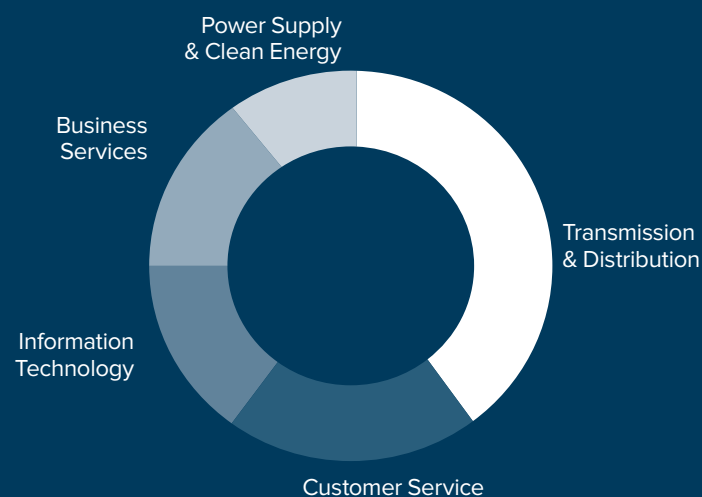 Power Supply
& Clean Energy
Business
Services
Transmission
& Distribution
Information
Technology
Customer Service